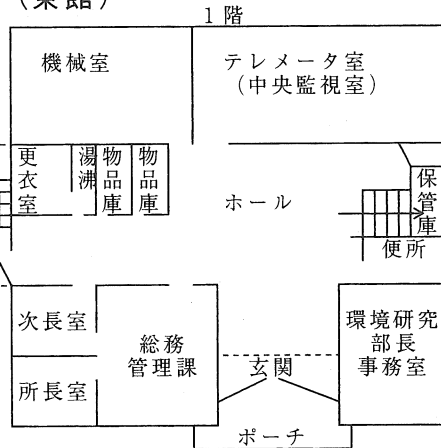 (東館)
1階
機械室
テレメータ室
(中央監視室)
更衣室
湯沸
物品庫
物品庫
ホール
保管庫
便所
次長室
所長室
総務
管理課
玄関
環境研究
部長
事務室
ポーチ